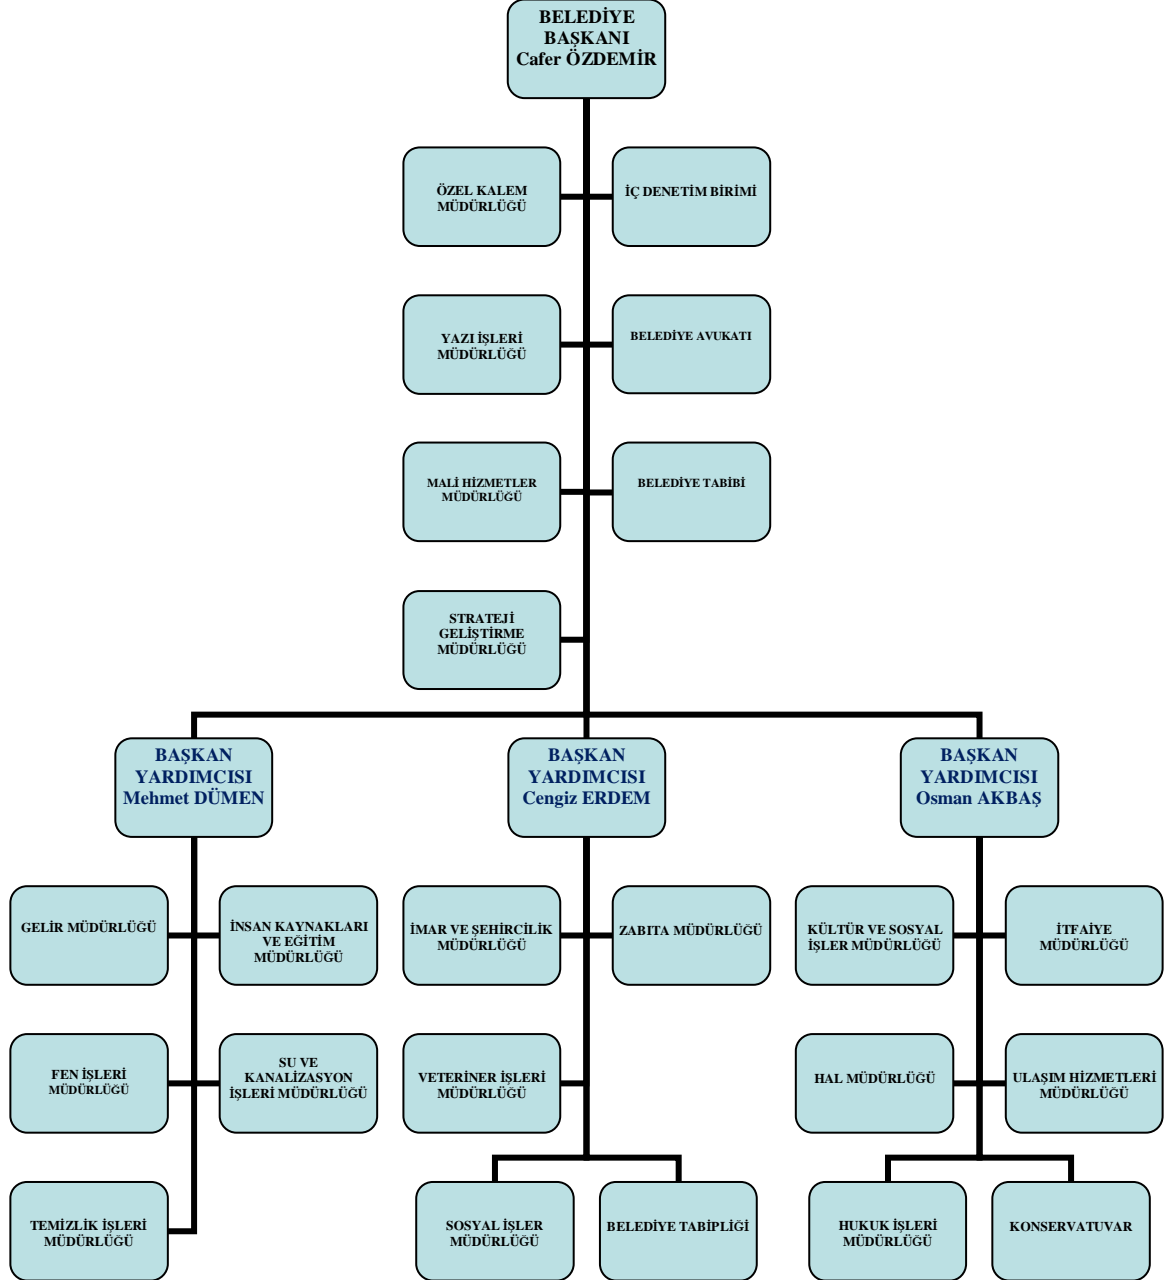 BELEDİYE
BAŞKANI
Cafer ÖZDEMİR
ÖZEL KALEM
MÜDÜRLÜĞÜ
İÇ DENETİM BİRİMİ
YAZI İŞLERİ
MÜDÜRLÜĞÜ
BELEDİYE AVUKATI
MALİ HİZMETLER
MÜDÜRLÜĞÜ
BELEDİYE TABİBİ
STRATEJİ
GELİŞTİRME
MÜDÜRLÜĞÜ
BAŞKAN
YARDIMCISI
Mehmet DÜMEN
BAŞKAN
YARDIMCISI
Cengiz ERDEM
BAŞKAN
YARDIMCISI
Osman AKBAŞ
GELİR MÜDÜRLÜĞÜ
İNSAN KAYNAKLARI
VE EĞİTİM
MÜDÜRLÜĞÜ
İMAR VE ŞEHİRCİLİK
MÜDÜRLÜĞÜ
ZABITA MÜDÜRLÜĞÜ
KÜLTÜR VE SOSYAL
İŞLER MÜDÜRLÜĞÜ
İTFAİYE
MÜDÜRLÜĞÜ
FEN İŞLERİ
MÜDÜRLÜĞÜ
SU VE
KANALİZASYON
İŞLERİ MÜDÜRLÜĞÜ
VETERİNER İŞLERİ
MÜDÜRLÜĞÜ
HAL MÜDÜRLÜĞÜ
ULAŞIM HİZMETLERİ
MÜDÜRLÜĞÜ
TEMİZLİK İŞLERİ
MÜDÜRLÜĞÜ
SOSYAL İŞLER
MÜDÜRLÜĞÜ
BELEDİYE TABİPLİĞİ
HUKUK İŞLERİ
MÜDÜRLÜĞÜ
KONSERVATUVAR